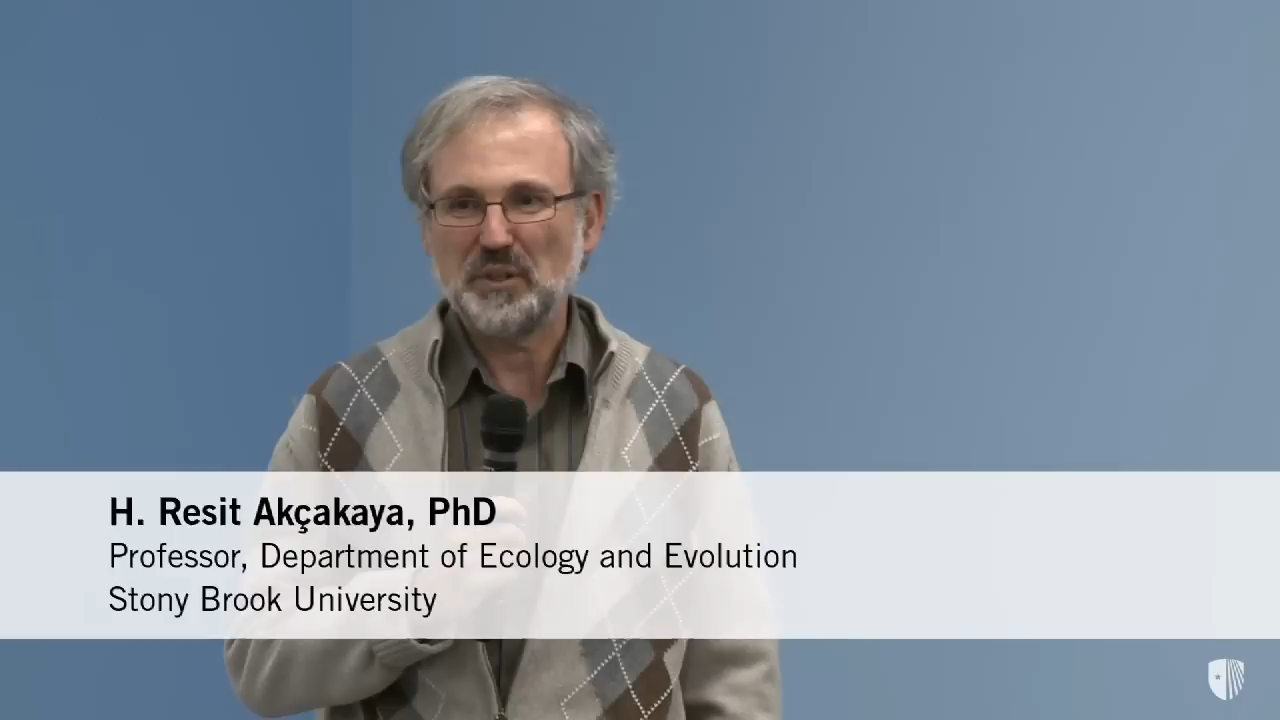 H. Resit Akçakaya, PhD
Professor, Department of Ecology and Evolution
Stony Brook University